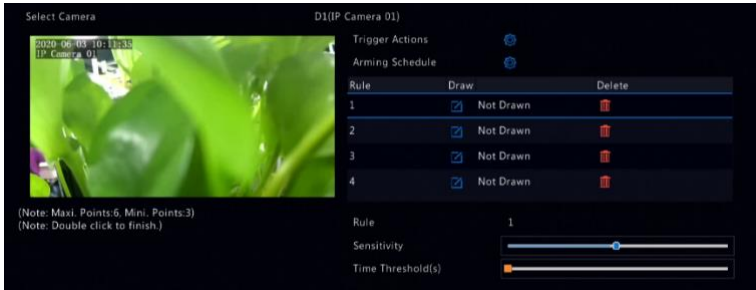 Select Camera
D1(IP Camera 01)
2020-06-03 10:11:35
IP Camera 01
(Note: Maxi. Points:6, Mini. Points:3)
(Note: Double click to finish.)
Trigger Actions
Arming Schedule
Rule Draw Delete
1 Not Drawn
2 Not Drawn
3 Not Drawn
4 Not Drawn
Rule 1
Sensitivity
Time Threshold(s)